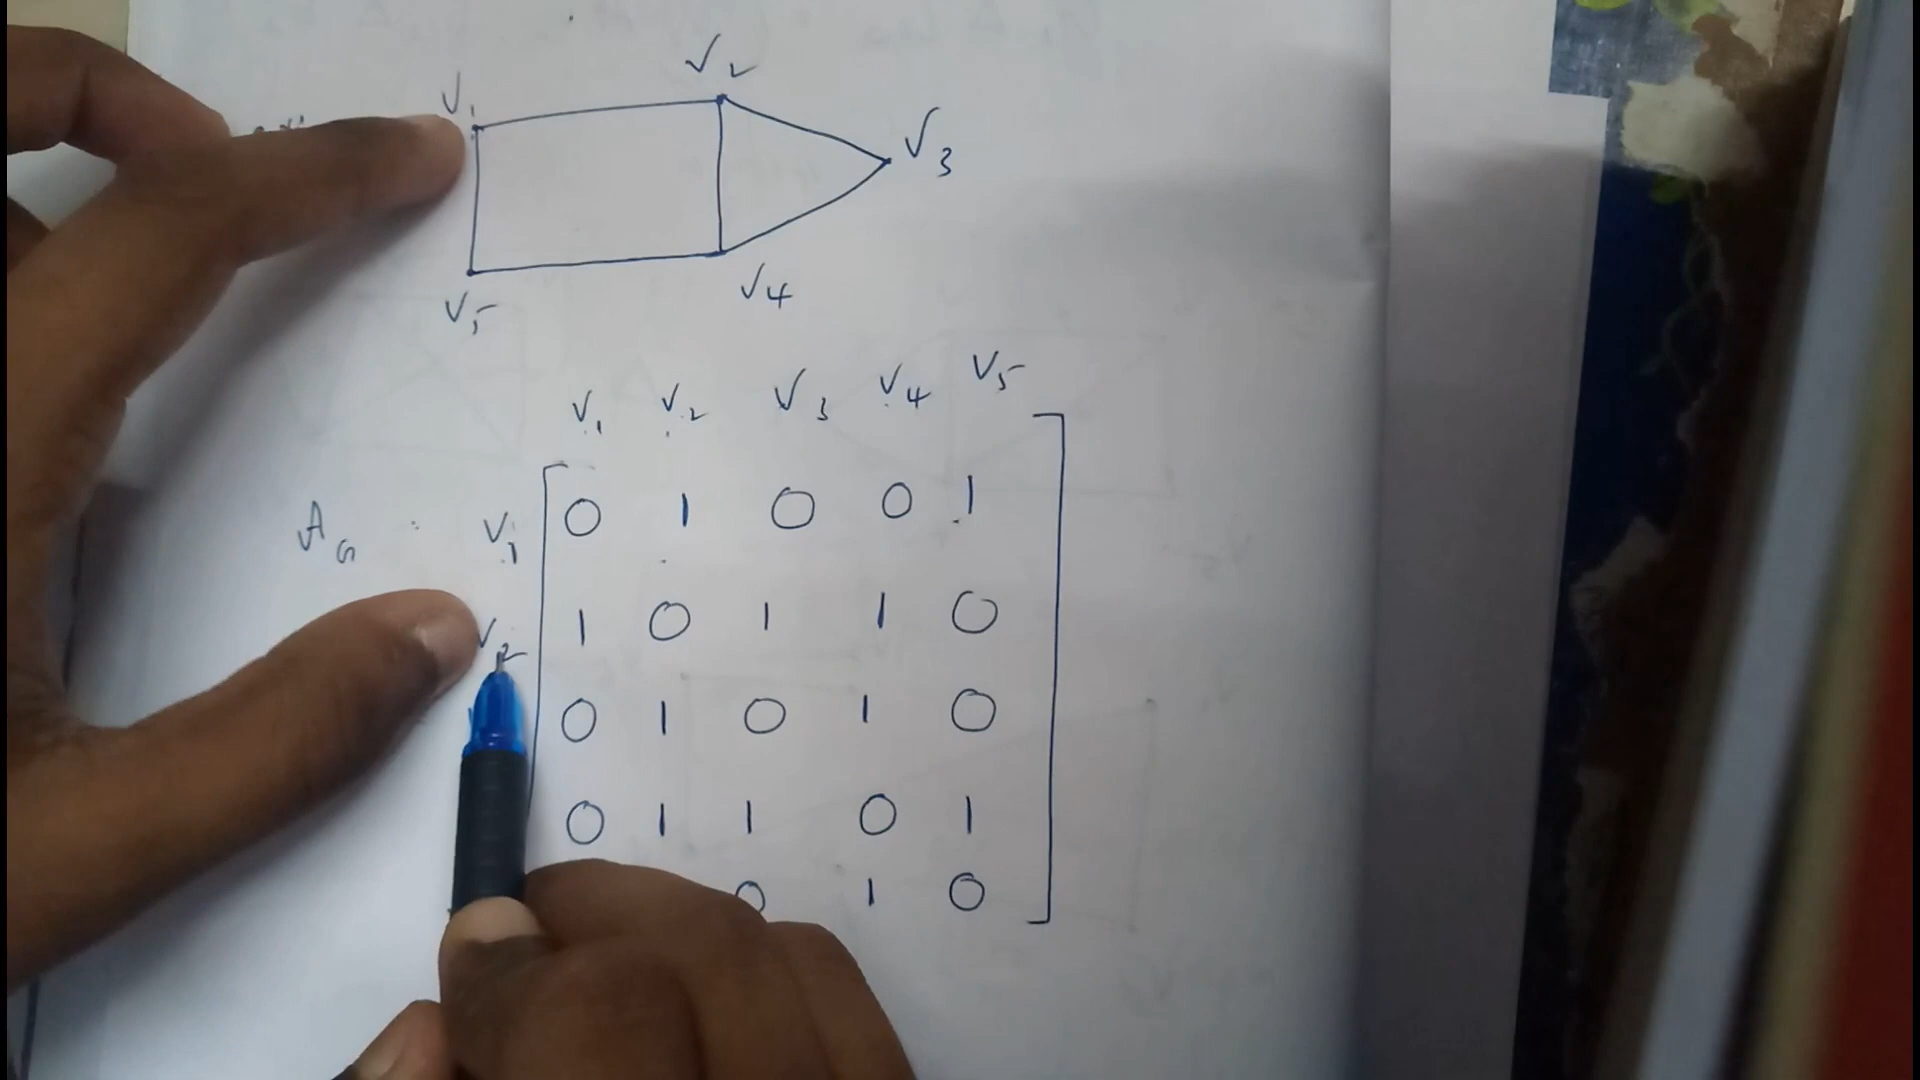 V2
V1
V3
V4
V5
V1 V2 V3 V4 V5
AG
V1 0 1 0 0 1
V2 1 0 1 1 0
0 1 0 1 0
0 1 1 0 1
0 1 0